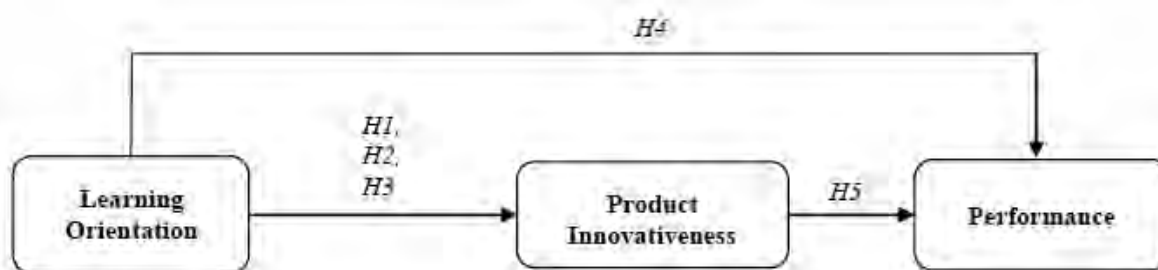 H4
H1,
H2,
H3
Learning
Orientation
Product
Innovativeness
H5
Performance